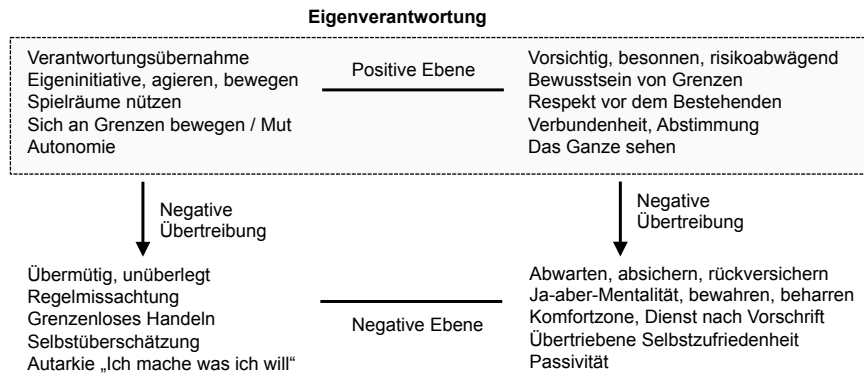 Eigenverantwortung
Verantwortungsübernahme
Eigeninitiative, agieren, bewegen
Spielräume nützen
Sich an Grenzen bewegen / Mut
Autonomie
Positive Ebene
Vorsichtig, besonnen, risikoabwägend
Bewusstsein von Grenzen
Respekt vor dem Bestehenden
Verbundenheit, Abstimmung
Das Ganze sehen
Negative
Übertreibung
Negative
Übertreibung
Übermütig, unüberlegt
Regelmissachtung
Grenzenloses Handeln
Selbstüberschätzung
Autarkie „Ich mache was ich will“
Negative Ebene
Abwarten, absichern, rückversichern
Ja-aber-Mentalität, bewahren, beharren
Komfortzone, Dienst nach Vorschrift
Übertriebene Selbstzufriedenheit
Passivität